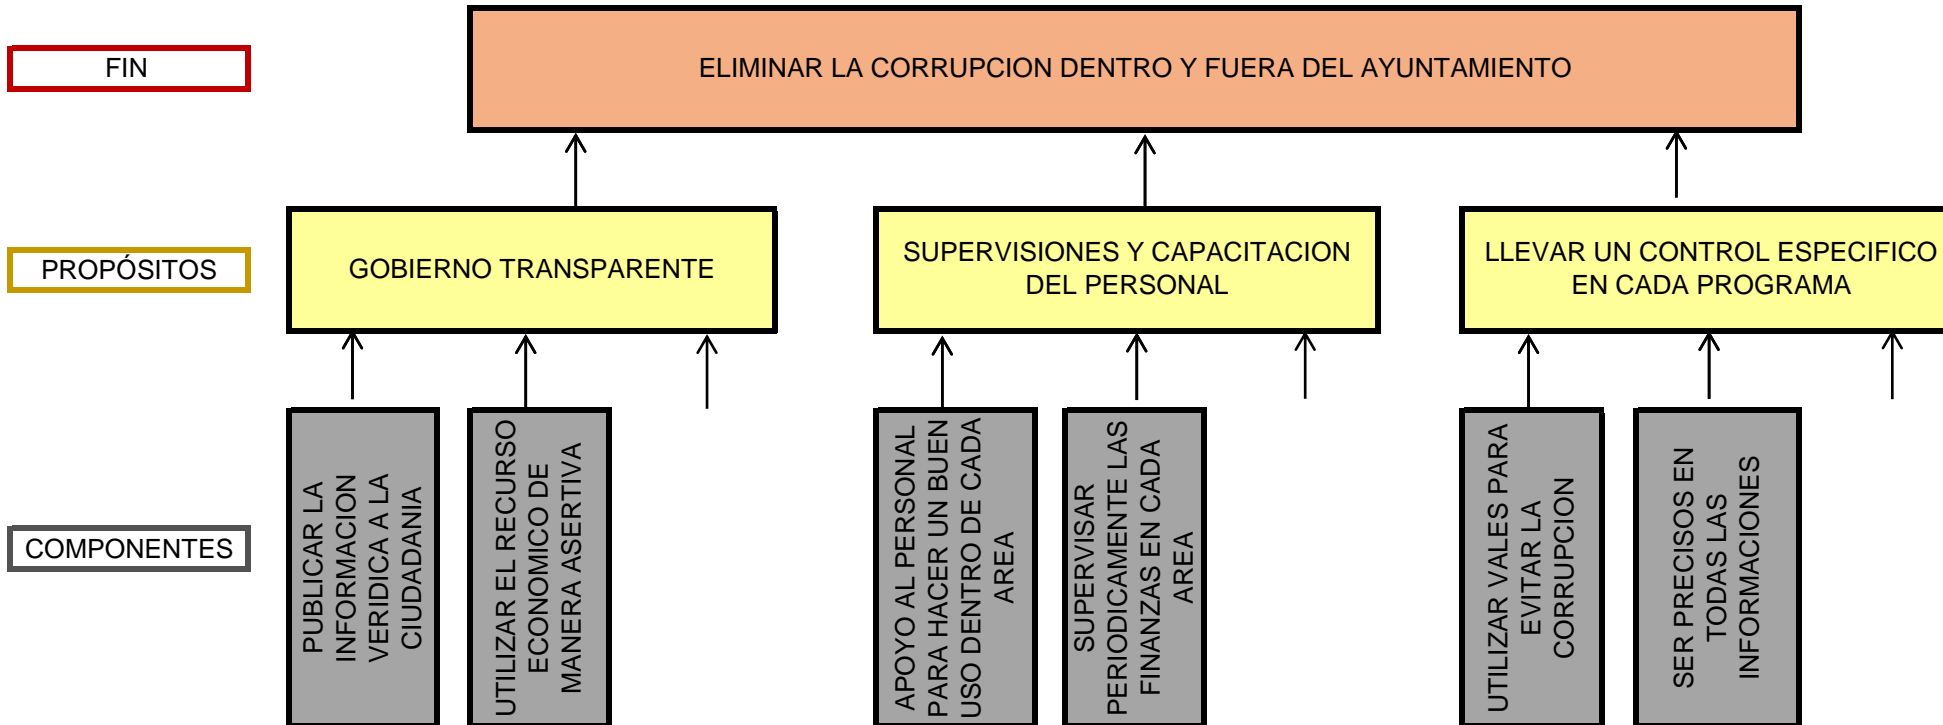 FIN
ELIMINAR LA CORRUPCION DENTRO Y FUERA DEL AYUNTAMIENTO
PROPÓSITOS
GOBIERNO TRANSPARENTE
SUPERVISIONES Y CAPACITACION
DEL PERSONAL
LLEVAR UN CONTROL ESPECIFICO
EN CADA PROGRAMA
COMPONENTES
PUBLICAR LA
INFORMACION
VERIDICA A LA
CIUDADANIA
UTILIZAR EL RECURSO
ECONOMICO DE
MANERA ASERTIVA
APOYO AL PERSONAL
PARA HACER UN BUEN
USO DENTRO DE CADA
AREA
SUPERVISAR
PERIODICAMENTE LAS
FINANZAS EN CADA
AREA
UTILIZAR VALES PARA
EVITAR LA
CORRUPCION
SER PRECISOS EN
TODAS LAS
INFORMACIONES